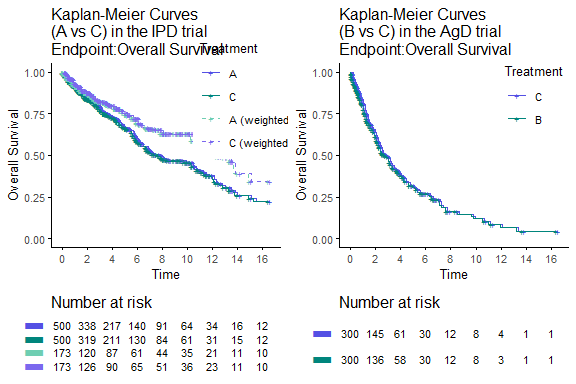 Kaplan-Meier Curves
(A vs C) in the IPD trial
Endpoint:Overall Survival
Treatment
A
C
A (weighted
C (weighted
Overall Survival
1.00
0.75
0.50
0.25
0.00
0 2 4 6 8 10 12 14 16
Time
Number at risk
500 338 217 140 91 64 34 16 12
500 319 211 130 84 61 31 15 12
173 120 87 61 44 35 21 11 10
173 126 90 65 51 36 23 11 10
Kaplan-Meier Curves
(B vs C) in the AgD trial
Endpoint:Overall Survival
Treatment
C
B
Overall Survival
1.00
0.75
0.50
0.25
0.00
0 2 4 6 8 10 12 14 16
Time
Number at risk
300 145 61 30 12 8 4 1 1
300 136 58 30 12 8 3 1 1